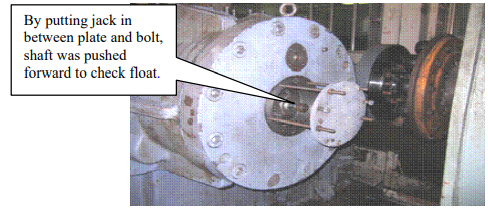 By putting jack in
between plate and bolt,
shaft was pushed
forward to check float.